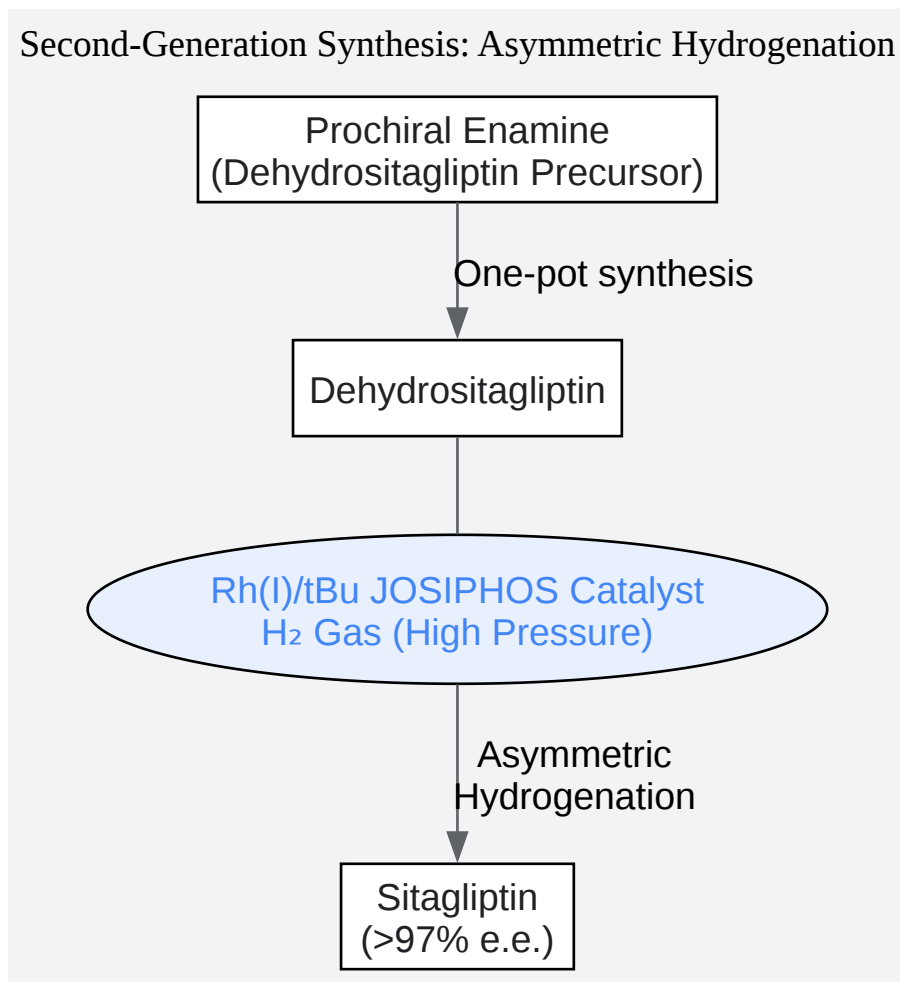 Second-Generation Synthesis: Asymmetric Hydrogenation
Prochiral Enamine
(Dehydrositagliptin Precursor)
One-pot synthesis
Dehydrositagliptin
Rh(I)/tBu JOSIPHOS Catalyst
H₂ Gas (High Pressure)
Asymmetric
Hydrogenation
Sitagliptin
(>97% e.e.)